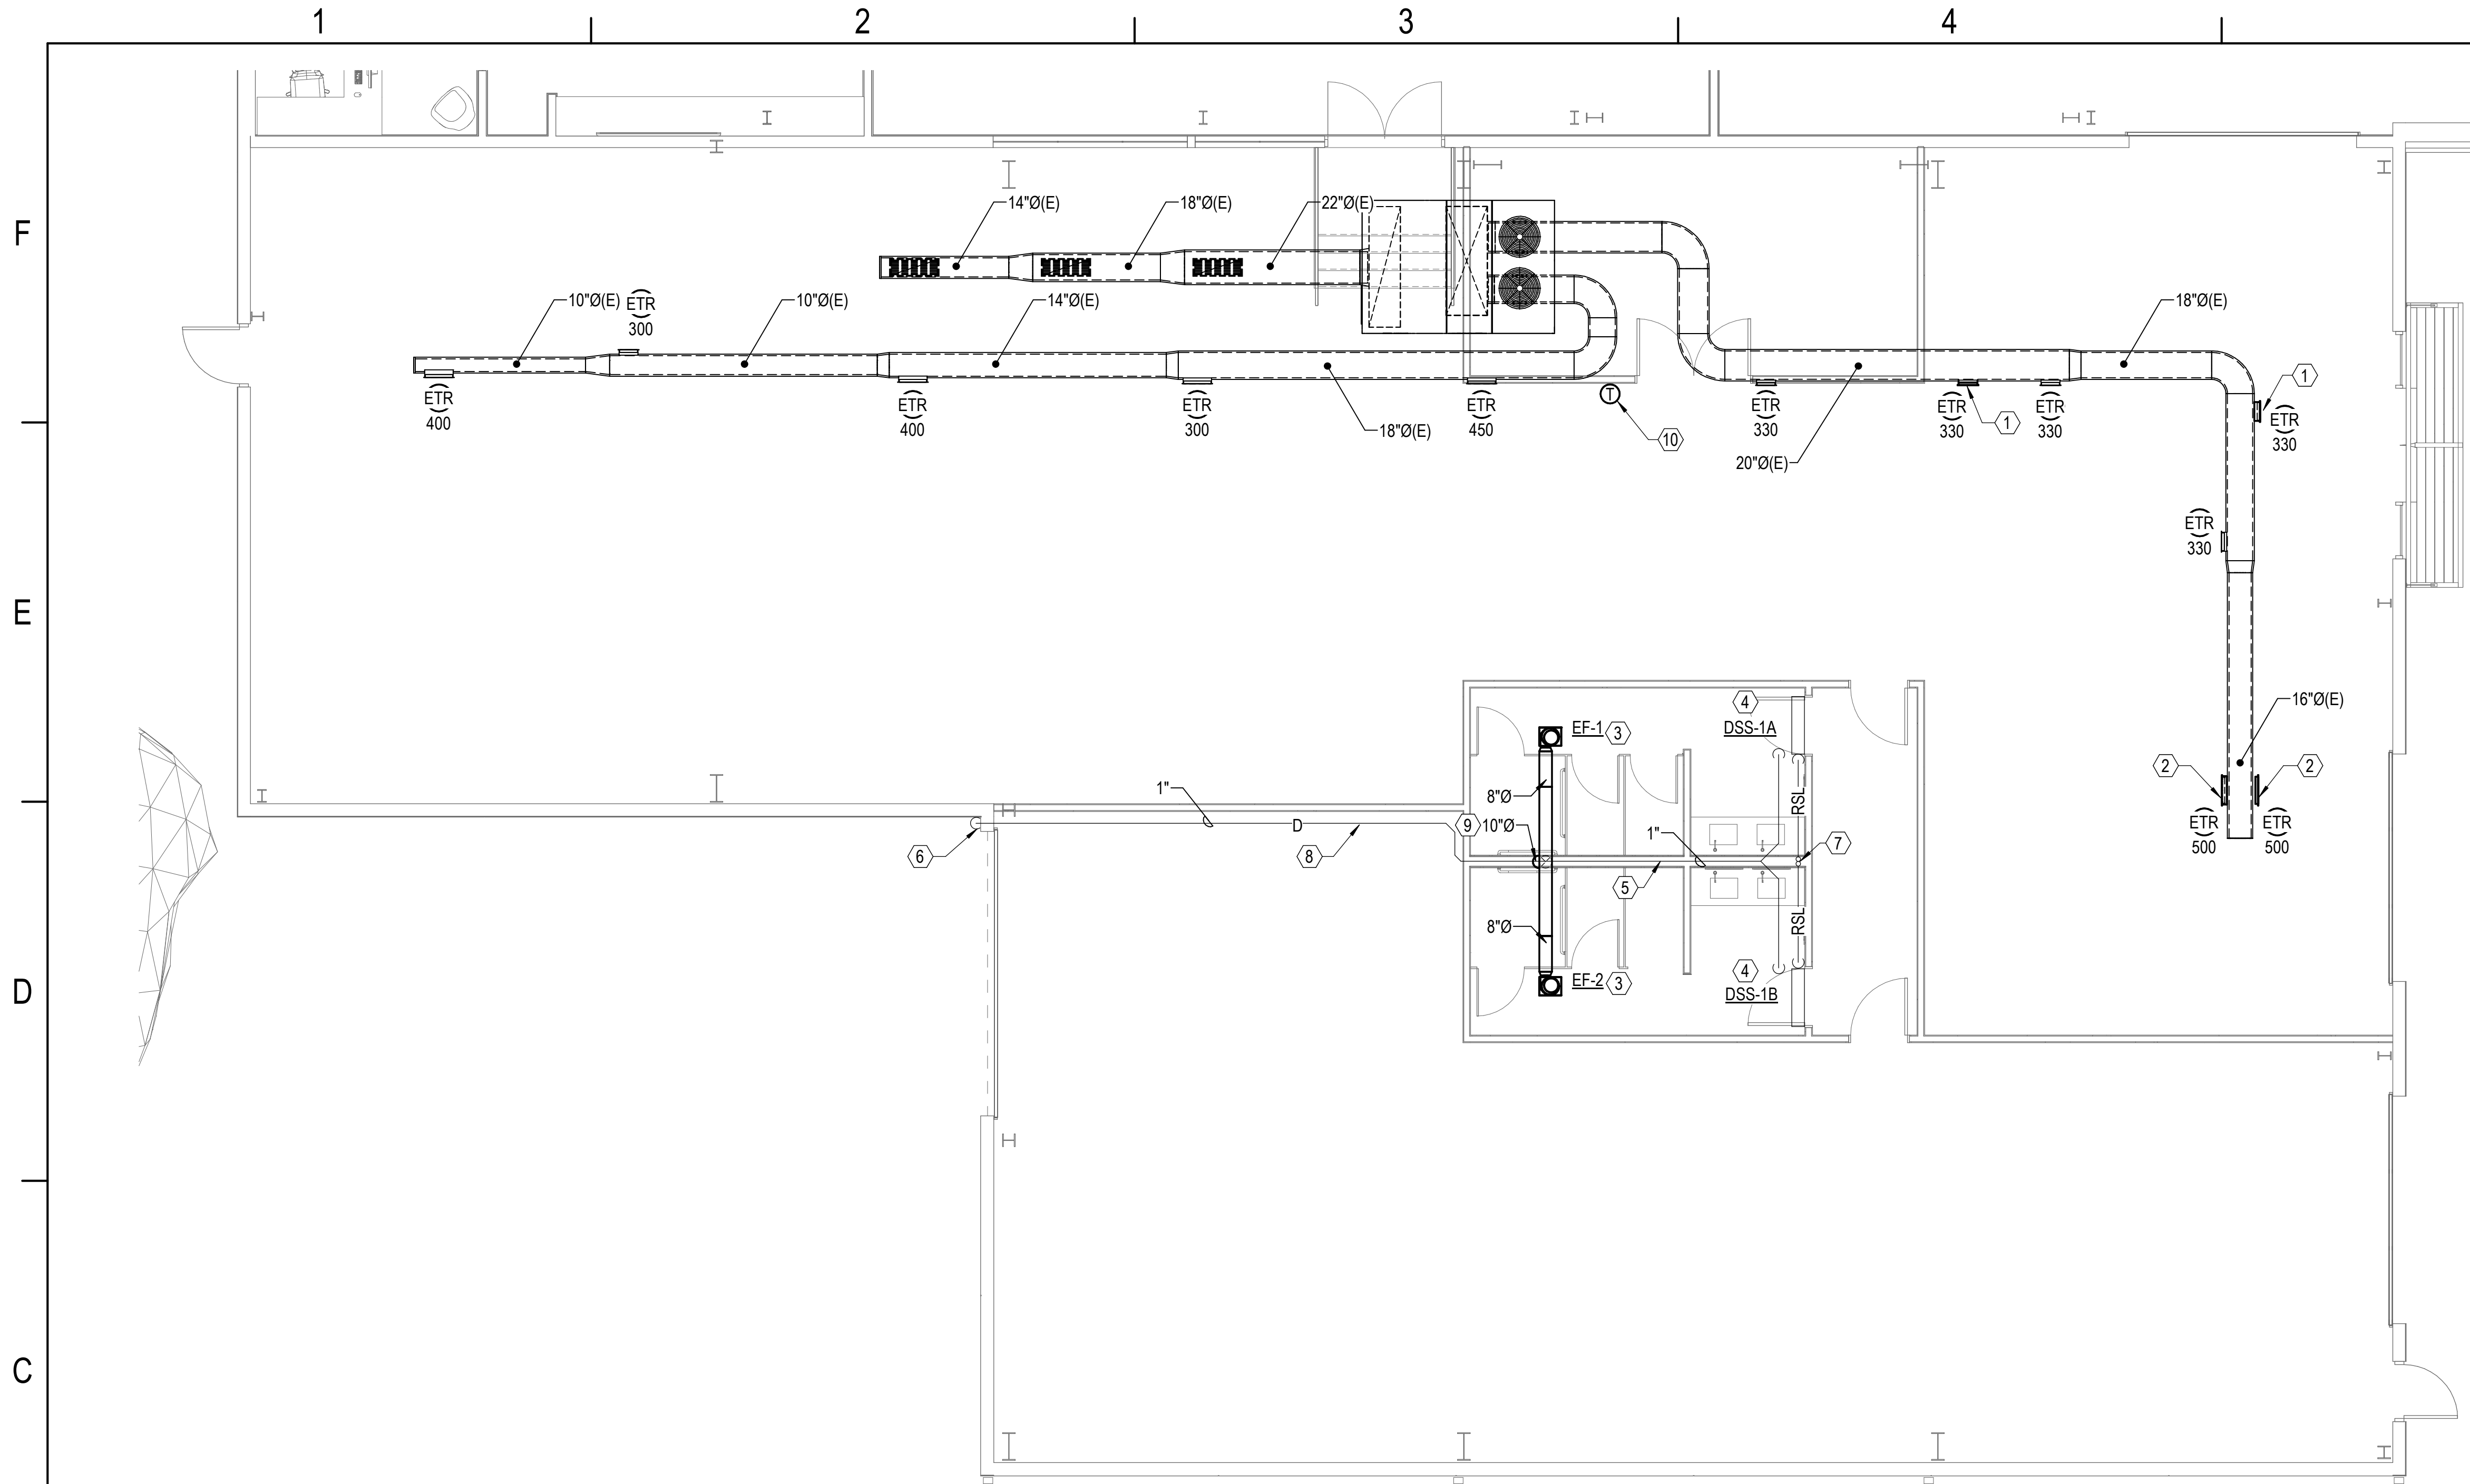 1
2
3
4
F
E
D
C
14"Ø(E)
18"Ø(E)
22"Ø(E)
10"Ø(E)
ETR
300
10"Ø(E)
14"Ø(E)
18"Ø(E)
1
ETR
400
ETR
400
ETR
300
18"Ø(E)
ETR
450
T
10
ETR
330
20"Ø(E)
ETR
330
1
ETR
330
ETR
330
ETR
330
16"Ø(E)
2
2
ETR
500
ETR
500
EF-1
3
4
DSS-1A
1"
8"Ø
RSL
D
9
10"Ø
1"
6
8
7
5
8"Ø
RSL
EF-2
3
4
DSS-1B